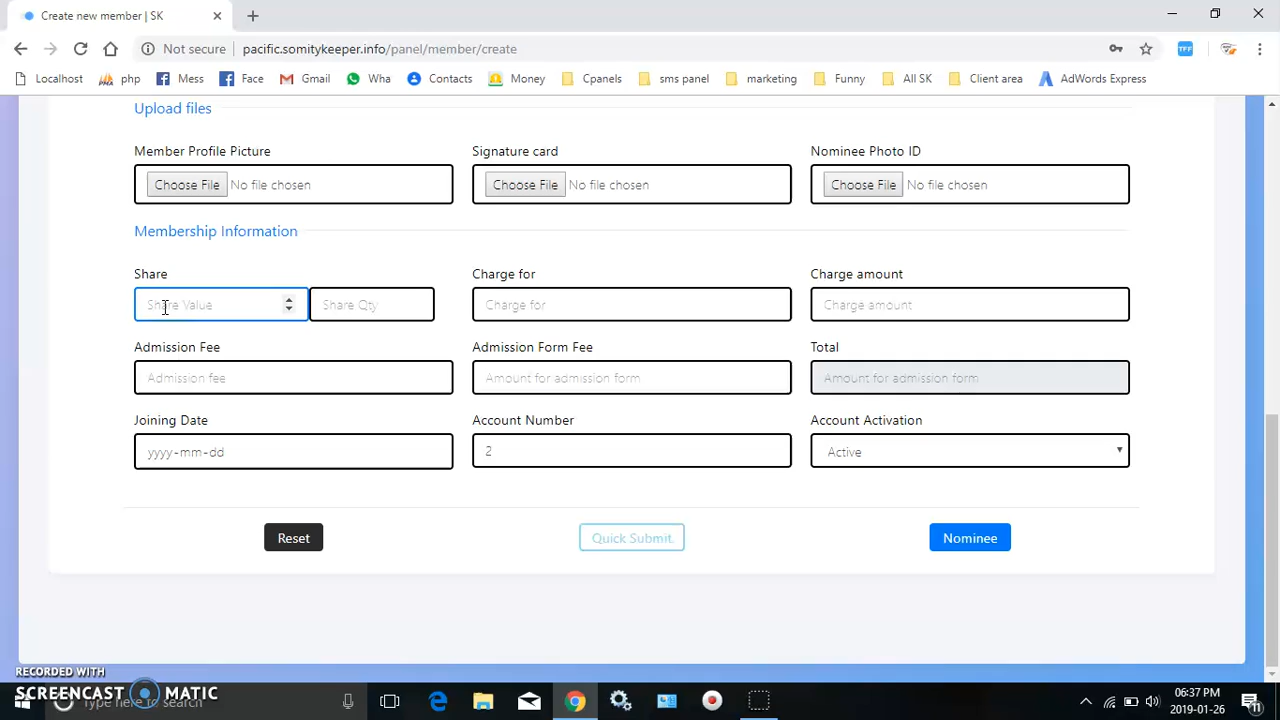 Create new member | SK
Not secure pacific.somitykeeper.info/panel/member/create
Localhost php Mess Face Gmail Wha Contacts Money Cpanels sms panel marketing Funny All SK Client area AdWords Express
Upload files
Member Profile Picture Signature card Nominee Photo ID
Choose File No file chosen Choose File No file chosen Choose File No file chosen
Membership Information
Share Charge for Charge amount
Share Value Share Qty Charge for Charge amount
Admission Fee Admission Form Fee Total
Admission fee Amount for admission form Amount for admission form
Joining Date Account Number Account Activation
yyyy-mm-dd 2 Active
Reset Quick Submit. Nominee
RECORDED WITH
SCREENCAST MATIC
Type here to search
06:37 PM
2019-01-26
11